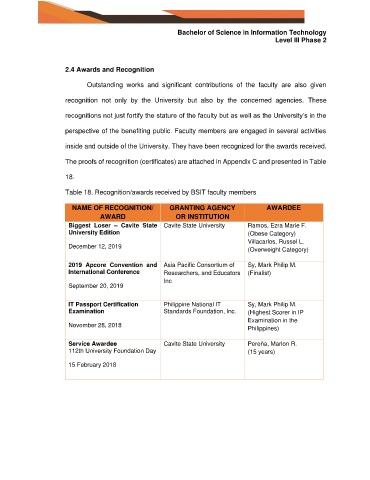 Bachelor of Science in Information Technology
Level III Phase 2
2.4 Awards and Recognition
Outstanding works and significant contributions of the faculty are also given
recognition not only by the University but also by the concerned agencies. These
recognitions not just fortify the stature of the faculty but as well as the University's in the
perspective of the benefiting public. Faculty members are engaged in several activities
inside and outside of the University. They have been recognized for the awards received.
The proofs of recognition (certificates) are attached in Appendix C and presented in Table
18.
Table 18. Recognition/awards received by BSIT faculty members
NAME OF RECOGNITION/ AWARD
GRANTING AGENCY OR INSTITUTION
AWARDEE
Biggest Loser – Cavite State
University Edition
December 12, 2019
Cavite State University
Ramos, Ezra Marie F.
(Obese Category)
Villacarlos, Russel L.
(Overweight Category)
2019 Apcore Convention and
International Conference
September 20, 2019
Asia Pacific Consortium of
Researchers, and Educators
Inc
Sy, Mark Philip M.
(Finalist)
IT Passport Certification
Examination
November 28, 2018
Philippine National IT
Standards Foundation, Inc.
Sy, Mark Philip M.
(Highest Scorer in IP
Examination in the
Philippines)
Service Awardee
112th University Foundation Day
15 February 2018
Cavite State University
Pereña, Marlon R.
(15 years)